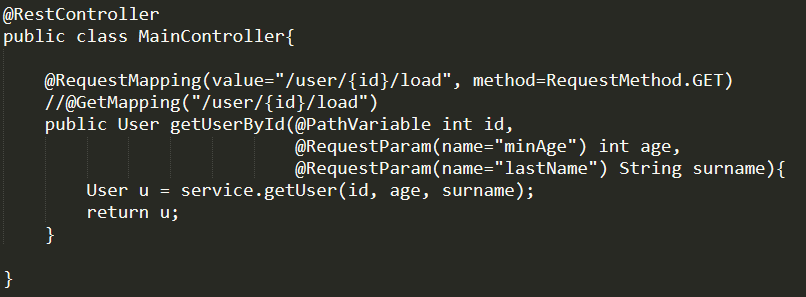 @RestController
public class MainController{
@RequestMapping(value="/user/{id}/load", method=RequestMethod.GET)
//@GetMapping("/user/{id}/load")
public User getUserById(@PathVariable int id,
@RequestParam(name="minAge") int age,
@RequestParam(name="lastName") String surname){
User u = service.getUser(id, age, surname);
return u;
}
}